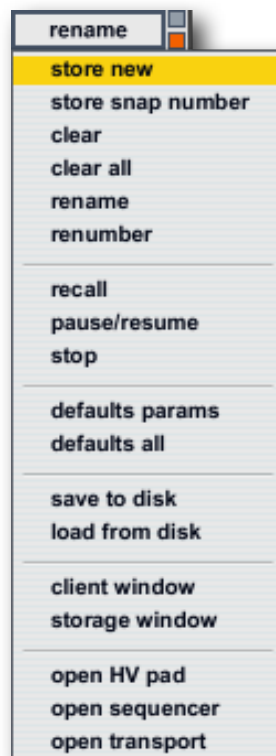 rename
store new
store snap number
clear
clear all
rename
renumber
recall
pause/resume
stop
defaults params
defaults all
save to disk
load from disk
client window
storage window
open HV pad
open sequencer
open transport